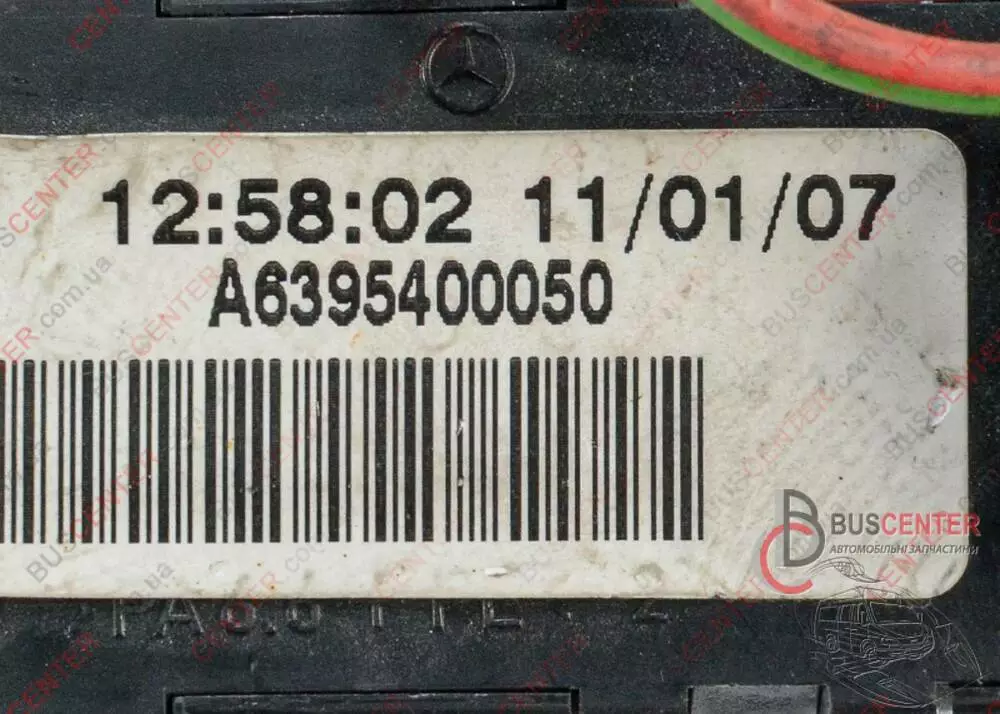 12:58:02 11/01/07
A6395400050
BUSCENTER
АВТОМОБІЛЬНІ ЗАПЧАСТИНИ